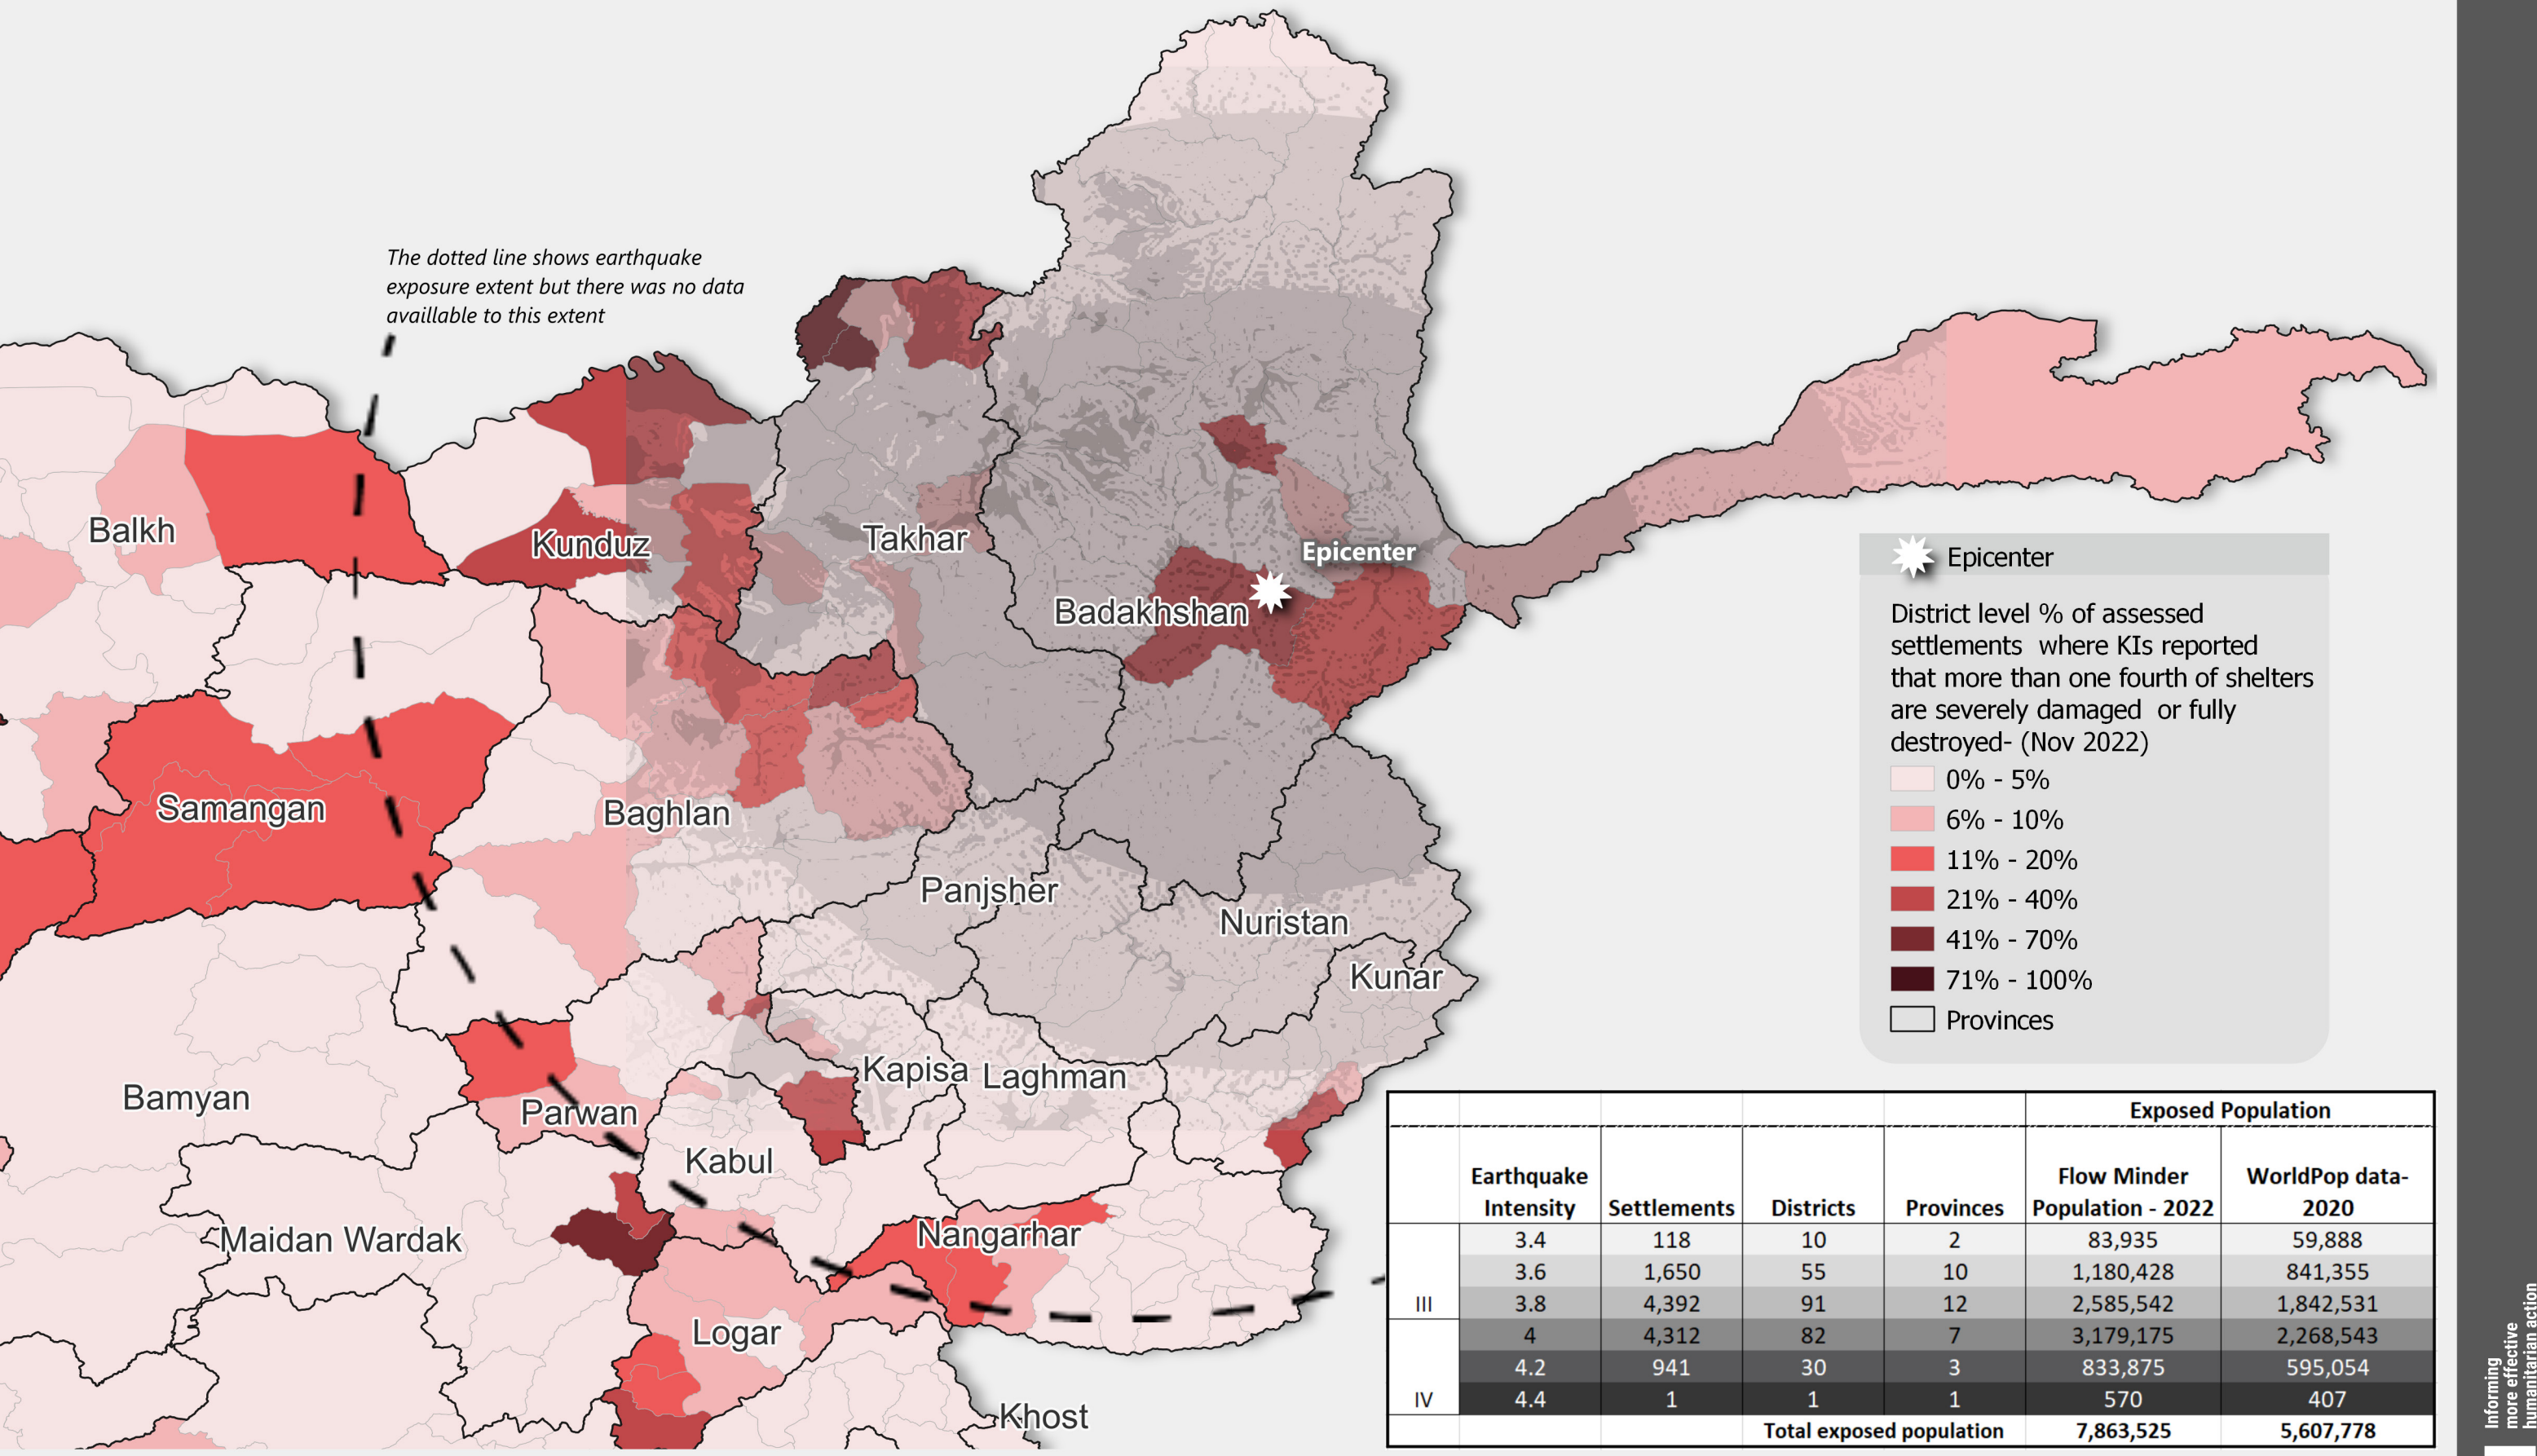 The dotted line shows earthquake
exposure extent but there was no data
availlable to this extent
Balkh
Kunduz
Takhar
Epicenter
Badakhshan
Samangan
Baghlan
Panjsher
Nuristan
Kunar
Kapisa
Laghman
Bamyan
Parwan
Kabul
Maidan Wardak
Nangarhar
Logar
Khost
Epicenter
District level % of assessed
settlements where KIs reported
that more than one fourth of shelters
are severely damaged or fully
destroyed- (Nov 2022)
0% - 5%
6% - 10%
11% - 20%
21% - 40%
41% - 70%
71% - 100%
Provinces
Exposed Population
Earthquake Intensity Settlements Districts Provinces Flow Minder Population - 2022 WorldPop data- 2020
3.4 118 10 2 83,935 59,888
3.6 1,650 55 10 1,180,428 841,355
III 3.8 4,392 91 12 2,585,542 1,842,531
4 4,312 82 7 3,179,175 2,268,543
4.2 941 30 3 833,875 595,054
IV 4.4 1 1 1 570 407
Total exposed population 7,863,525 5,607,778
Informing
more effective
humanitarian action